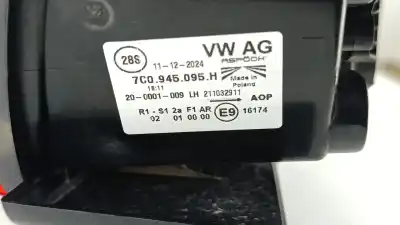 28S 11-12-2024 VW AG
ASPÖCK
7C0.945.095.H
16:11
Made in
Poland
20-0001-009 LH 211032911 AOP
R1 - S1 2a F1 AR E9 16174
02 01 00 00